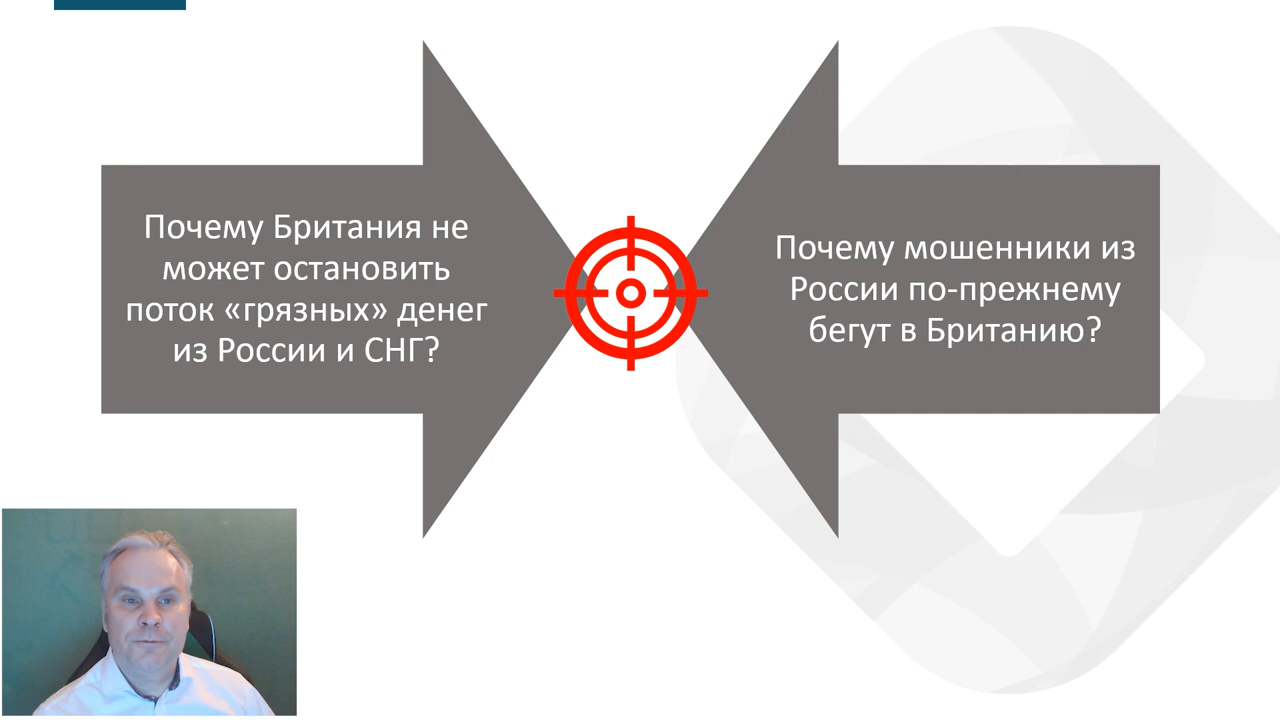 Почему Британия не
может остановить
поток «грязных» денег
из России и СНГ?
Почему мошенники из
России по-прежнему
бегут в Британию?